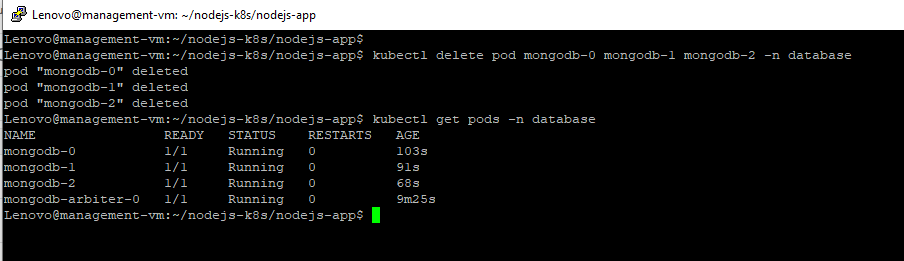 Lenovo@management-vm: ~/nodejs-k8s/nodejs-app
Lenovo@management-vm:~/nodejs-k8s/nodejs-app$
Lenovo@management-vm:~/nodejs-k8s/nodejs-app$ kubectl delete pod mongodb-0 mongodb-1 mongodb-2 -n database
pod "mongodb-0" deleted
pod "mongodb-1" deleted
pod "mongodb-2" deleted
Lenovo@management-vm:~/nodejs-k8s/nodejs-app$ kubectl get pods -n database
NAME READY STATUS RESTARTS AGE
mongodb-0 1/1 Running 0 103s
mongodb-1 1/1 Running 0 91s
mongodb-2 1/1 Running 0 68s
mongodb-arbiter-0 1/1 Running 0 9m25s
Lenovo@management-vm:~/nodejs-k8s/nodejs-app$